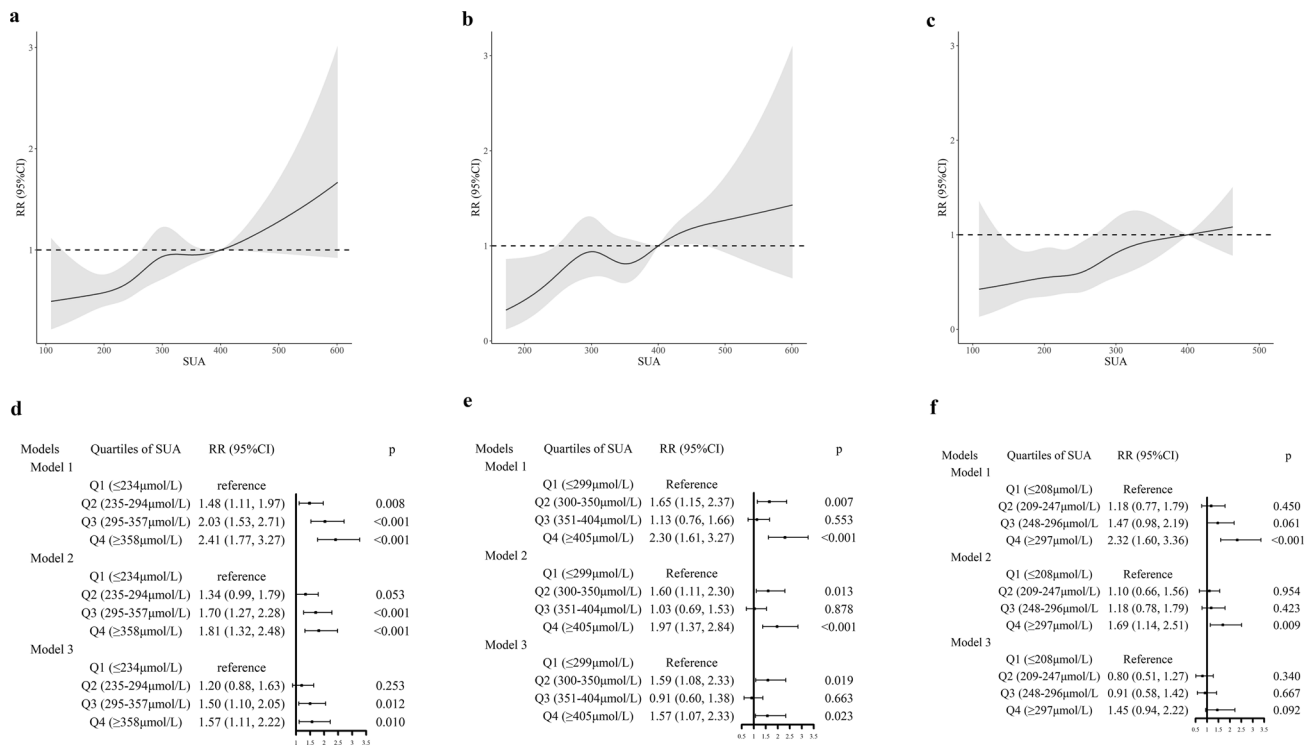 a
3
2
1
RR (95%CI)
100 200 300 400 500 600
SUA
b
3
2
1
0
RR (95%CI)
200 300 400 500 600
SUA
c
3
2
1
0
RR (95%CI)
100 200 300 400 500
SUA
d
Models Quartiles of SUA RR (95%CI) p
Model 1
Q1 (≤234μmol/L) reference
Q2 (235-294μmol/L) 1.48 (1.11, 1.97) 0.008
Q3 (295-357μmol/L) 2.03 (1.53, 2.71) <0.001
Q4 (≥358μmol/L) 2.41 (1.77, 3.27) <0.001
Model 2
Q1 (≤234μmol/L) reference
Q2 (235-294μmol/L) 1.34 (0.99, 1.79) 0.053
Q3 (295-357μmol/L) 1.70 (1.27, 2.28) <0.001
Q4 (≥358μmol/L) 1.81 (1.32, 2.48) <0.001
Model 3
Q1 (≤234μmol/L) reference
Q2 (235-294μmol/L) 1.20 (0.88, 1.63) 0.253
Q3 (295-357μmol/L) 1.50 (1.10, 2.05) 0.012
Q4 (≥358μmol/L) 1.57 (1.11, 2.22) 0.010
1 1.5 2 2.5 3 3.5
e
Models Quartiles of SUA RR (95%CI) p
Model 1
Q1 (≤299μmol/L) Reference
Q2 (300-350μmol/L) 1.65 (1.15, 2.37) 0.007
Q3 (351-404μmol/L) 1.13 (0.76, 1.66) 0.553
Q4 (≥405μmol/L) 2.30 (1.61, 3.27) <0.001
Model 2
Q1 (≤299μmol/L) Reference
Q2 (300-350μmol/L) 1.60 (1.11, 2.30) 0.013
Q3 (351-404μmol/L) 1.03 (0.69, 1.53) 0.878
Q4 (≥405μmol/L) 1.97 (1.37, 2.84) <0.001
Model 3
Q1 (≤299μmol/L) Reference
Q2 (300-350μmol/L) 1.59 (1.08, 2.33) 0.019
Q3 (351-404μmol/L) 0.91 (0.60, 1.38) 0.663
Q4 (≥405μmol/L) 1.57 (1.07, 2.33) 0.023
0.5 1 1.5 2 2.5 3 3.5
f
Models Quartiles of SUA RR (95%CI) p
Model 1
Q1 (≤208μmol/L) Reference
Q2 (209-247μmol/L) 1.18 (0.77, 1.79) 0.450
Q3 (248-296μmol/L 1.47 (0.98, 2.19) 0.061
Q4 (≥297μmol/L) 2.32 (1.60, 3.36) <0.001
Model 2
Q1 (≤208μmol/L) Reference
Q2 (209-247μmol/L) 1.10 (0.66, 1.56) 0.954
Q3 (248-296μmol/L 1.18 (0.78, 1.79) 0.423
Q4 (≥297μmol/L) 1.69 (1.14, 2.51) 0.009
Model 3
Q1 (≤208μmol/L) Reference
Q2 (209-247μmol/L) 0.80 (0.51, 1.27) 0.340
Q3 (248-296μmol/L 0.91 (0.58, 1.42) 0.667
Q4 (≥297μmol/L) 1.45 (0.94, 2.22) 0.092
0.5 1 1.5 2 2.5 3 3.5